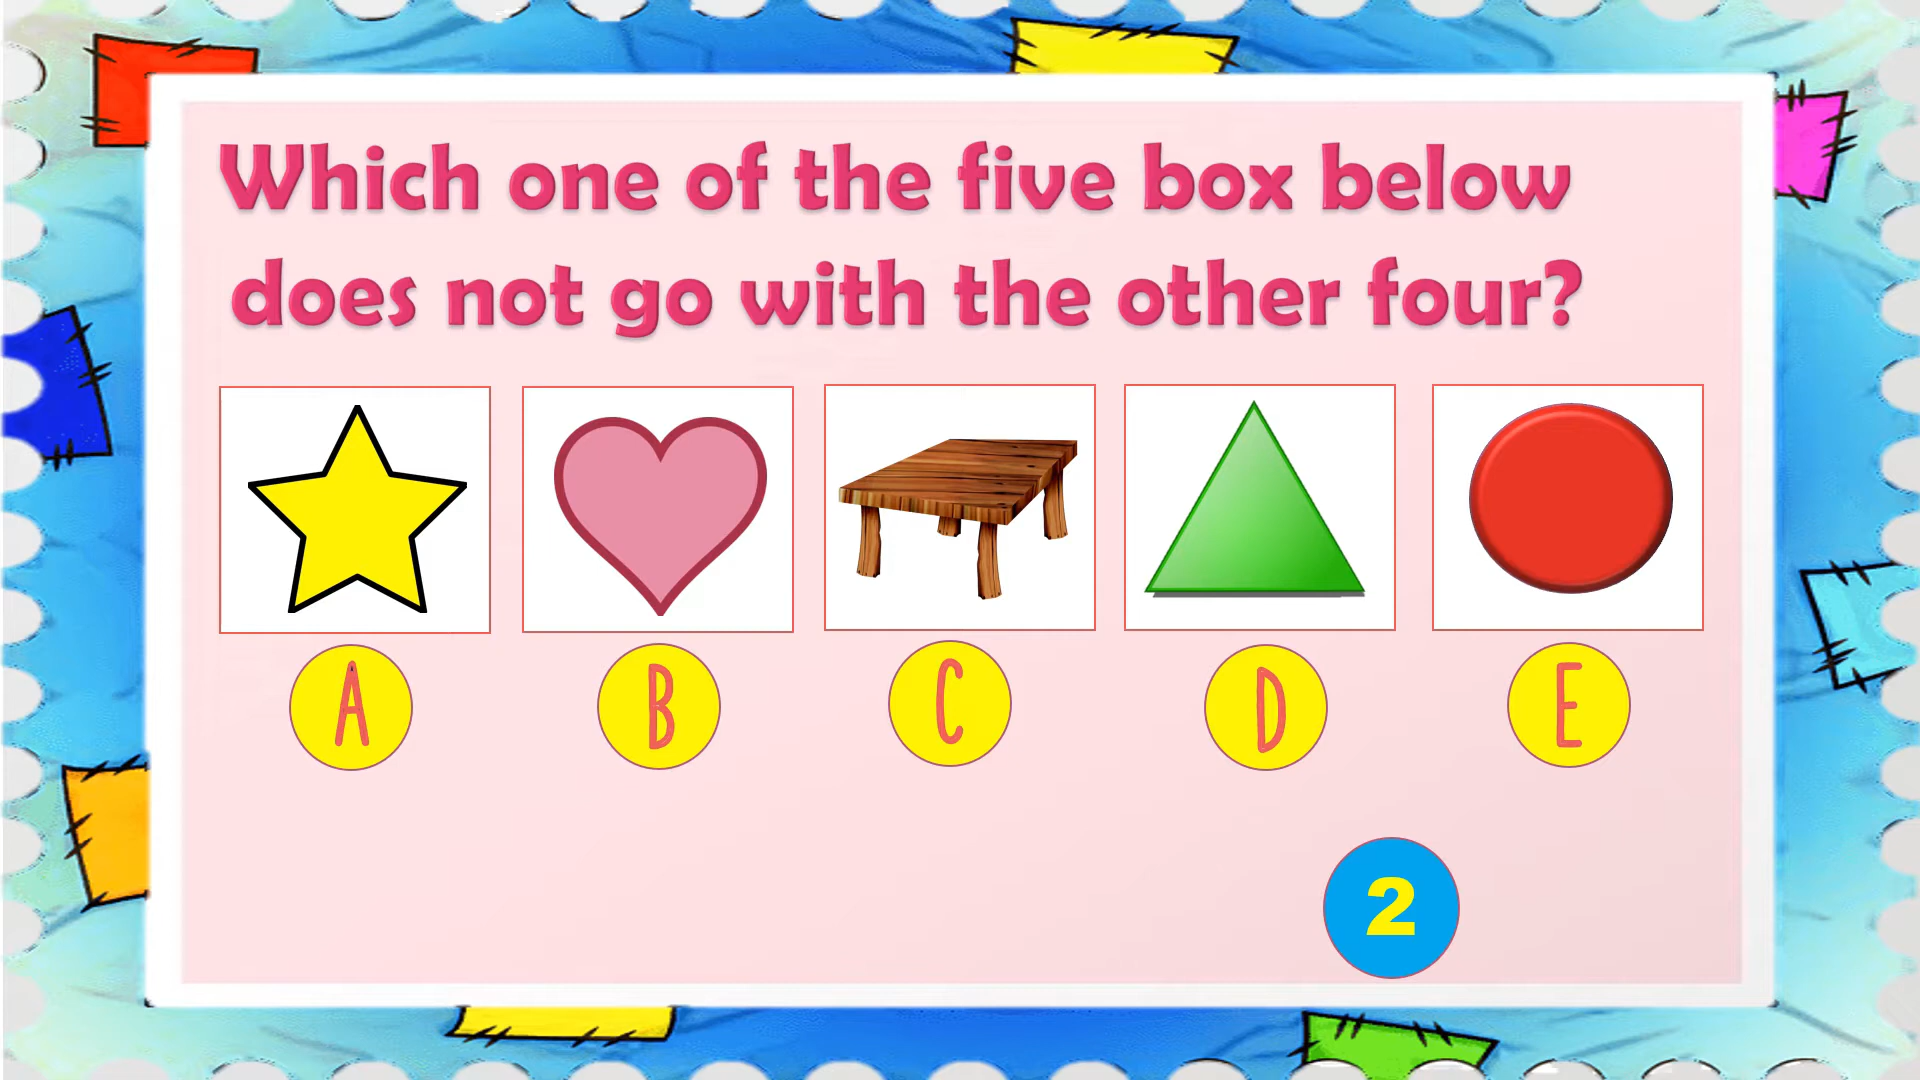 Which one of the five box below
does not go with the other four?
A B C D E
2